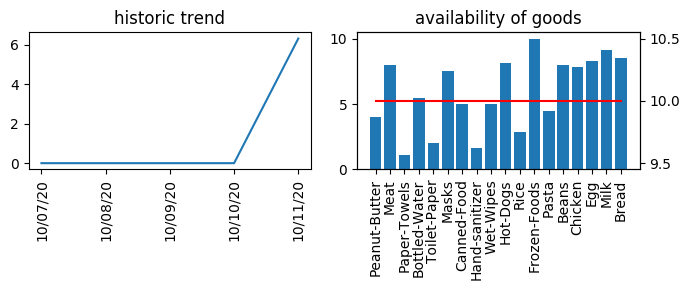 historic trend
6
4
2
0
10/07/20
10/08/20
10/09/20
10/10/20
10/11/20
availability of goods
10
5
0
10.5
10.0
9.5
Peanut-Butter
Meat
Paper-Towels
Bottled-Water
Toilet-Paper
Masks
Canned-Food
Hand-sanitizer
Wet-Wipes
Hot-Dogs
Rice
Frozen-Foods
Pasta
Beans
Chicken
Egg
Milk
Bread